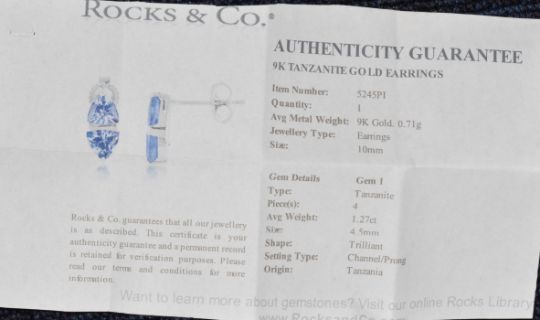 ROCKS & CO.®
AUTHENTICITY GUARANTEE
9K TANZANITE GOLD EARRINGS
Item Number: 5245PI
Quantity: 1
Avg Metal Weight: 9K Gold. 0.71g
Jewellery Type: Earrings
Size: 10mm
Gem Details Gem 1
Type: Tanzanite
Piece(s): 4
Avg Weight: 1.27ct
Size: 4.5mm
Shape: Trilliant
Setting Type: Channel/Prong
Origin: Tanzania
Rocks & Co. guarantees that all our jewellery
is as described. This certificate is your
authenticity guarantee and a permanent record
is retained for verification purposes. Please
read our terms and conditions for more
information.
Want to learn more about gemstones? Visit our online Rocks Library